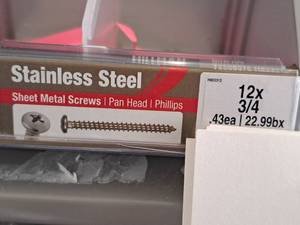 Stainless Steel
Sheet Metal Screws | Pan Head | Phillips
12x
3/4
.43ea | 22.99bx